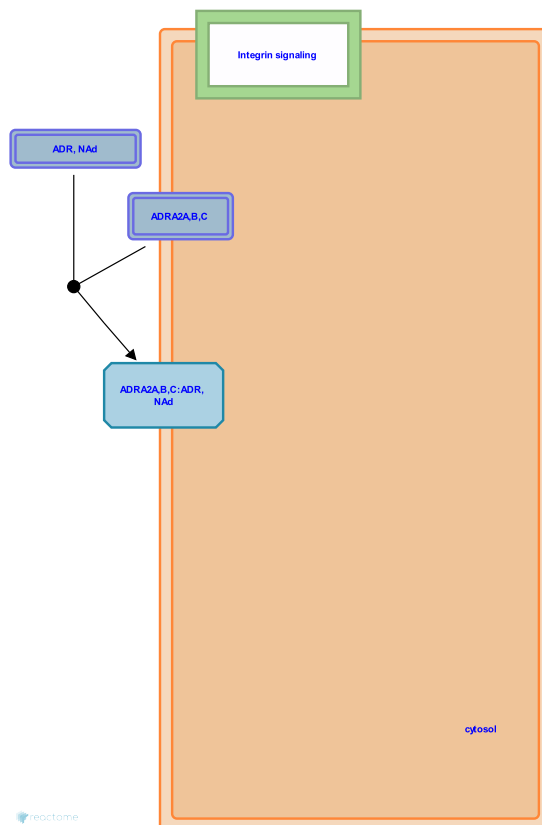 Integrin signaling
ADR, NAd
ADRA2A,B,C
ADRA2A,B,C:ADR,
NAd
cytosol
reactome